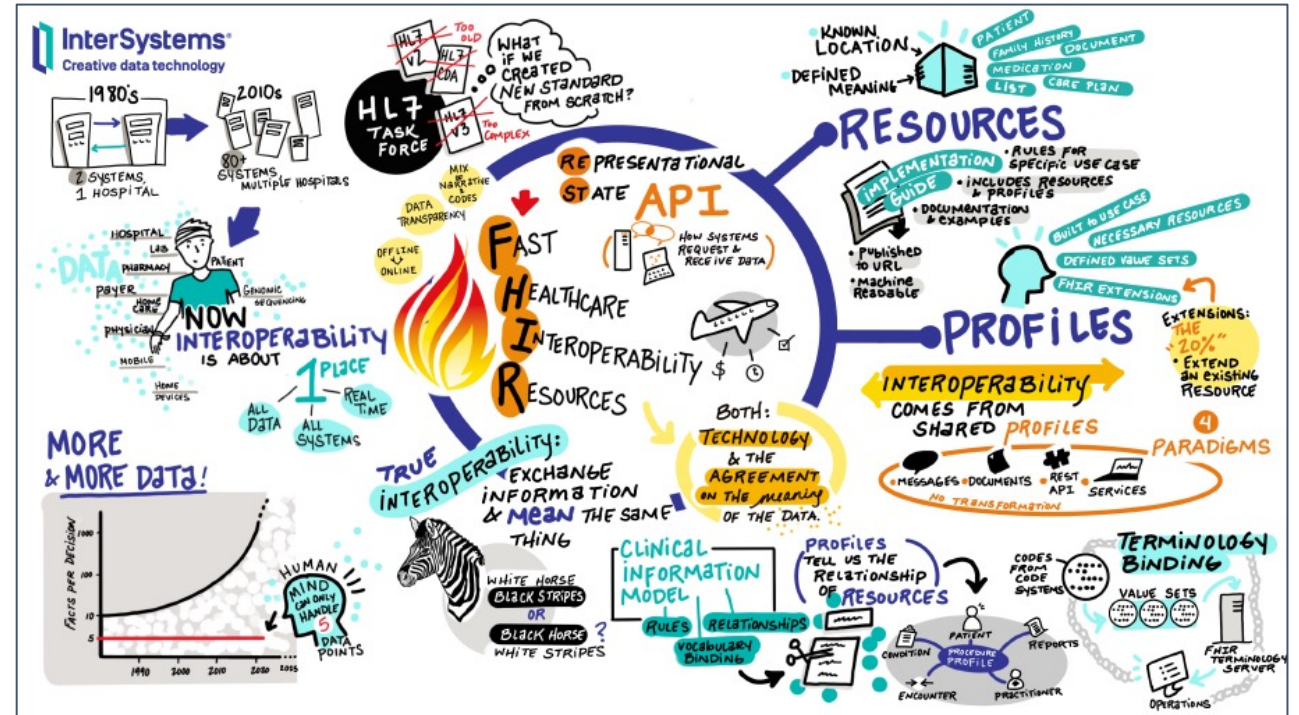 InterSystems®
Creative data technology
1980's
2010s
2 SYSTEMS,
1 HOSPITAL
80+
SYSTEMS,
MULTIPLE HOSPITALS
HL7
TASK
FORCE
HL7
V2
TOO
OLD
HL7
CDA
HL7
V3
TOO
COMPLEX
WHAT
IF WE
CREATED
NEW STANDARD
FROM SCRATCH?
DATA
HOSPITAL
LAB
PHARMACY
PAYER
HOME
CARE
PHYSICIAN
MOBILE
HOME
DEVICES
PATIENT
GENOMIC
SEQUENCING
NOW
INTEROPERABILITY
IS ABOUT
1 PLACE
ALL
DATA
ALL
SYSTEMS
REAL
TIME
MIX
OF
NARRATIVE
&
CODES
DATA
TRANSPARENCY
OFFLINE
ONLINE
REPRESENTATIONAL
STATE
API
HOW SYSTEMS
REQUEST &
RECEIVE DATA
FAST
HEALTHCARE
INTEROPERABILITY
RESOURCES
$
BOTH:
TECHNOLOGY
& THE
AGREEMENT
ON THE meaning
OF THE DATA.
KNOWN
LOCATION
DEFINED
MEANING
PATIENT
FAMILY HISTORY
DOCUMENT
MEDICATION
LIST
CARE PLAN
RESOURCES
IMPLEMENTATION
GUIDE
• RULES FOR
SPECIFIC USE CASE
• INCLUDES RESOURCES
& PROFILES
• DOCUMENTATION
& EXAMPLES
• PUBLISHED
TO URL
• MACHINE
READABLE
BUILT TO USE CASE
NECESSARY RESOURCES
DEFINED VALUE SETS
FHIR EXTENSIONS
PROFILES
EXTENSIONS:
THE
"20%"
• EXTEND
AN EXISTING
RESOURCE
INTEROPERABILITY
COMES FROM
SHARED PROFILES
4
PARADIGMS
• MESSAGES
• DOCUMENTS
• REST
API
• SERVICES
NO TRANSFORMATION
MORE
& MORE DATA!
FACTS PER DECISION
1000
100
10
5
1990
2000
2010
2020
HUMAN
MIND
CAN ONLY
HANDLE
5
DATA
POINTS
TRUE
INTEROPERABILITY:
EXCHANGE
INFORMATION
& MEAN THE SAME
THING
WHITE HORSE
BLACK STRIPES
OR
BLACK HORSE
WHITE STRIPES
?
CLINICAL
INFORMATION
MODEL
RULES
RELATIONSHIPS
VOCABULARY
BINDING
PROFILES
TELL US THE
RELATIONSHIP
OF RESOURCES
PATIENT
CONDITION
REPORTS
PROCEDURE
PROFILE
ENCOUNTER
PRACTITIONER
TERMINOLOGY
BINDING
CODES
FROM
CODE
SYSTEMS
VALUE SETS
FHIR
TERMINOLOGY
SERVER
OPERATIONS